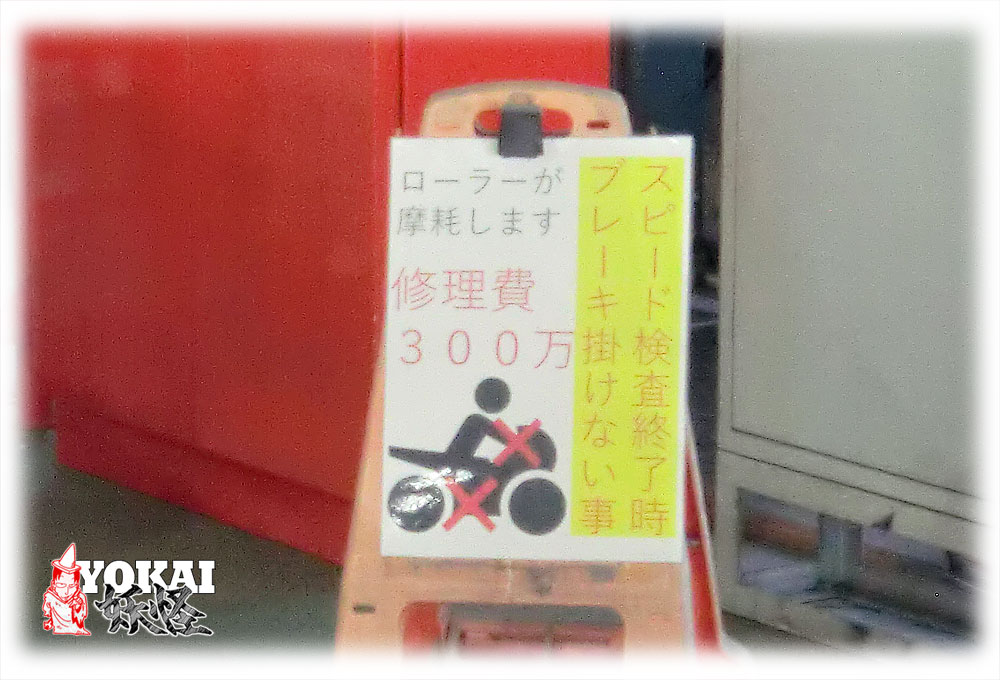 スピード検査終了時
ブレーキ掛けない事
ローラーが
摩耗します
修理費
３００万
YOKAI
妖怪